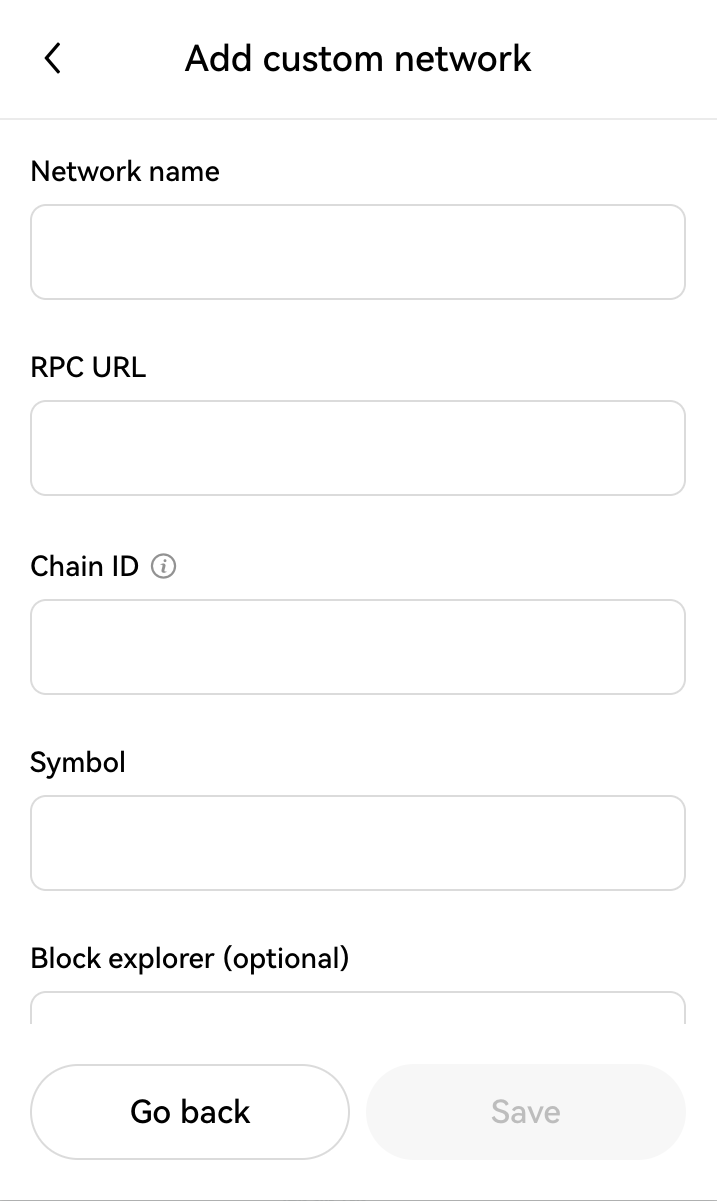 Add custom network
Network name
RPC URL
Chain ID
Symbol
Block explorer (optional)
Go back
Save